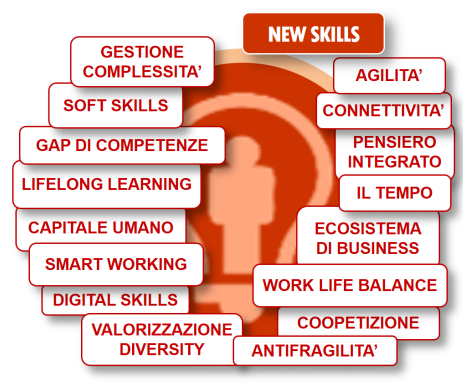 NEW SKILLS
GESTIONE
COMPLESSITA'
SOFT SKILLS
GAP DI COMPETENZE
LIFELONG LEARNING
CAPITALE UMANO
SMART WORKING
DIGITAL SKILLS
VALORIZZAZIONE
DIVERSITY
AGILITA'
CONNETTIVITA'
PENSIERO
INTEGRATO
IL TEMPO
ECOSISTEMA
DI BUSINESS
WORK LIFE BALANCE
COOPETIZIONE
ANTIFRAGILITA'